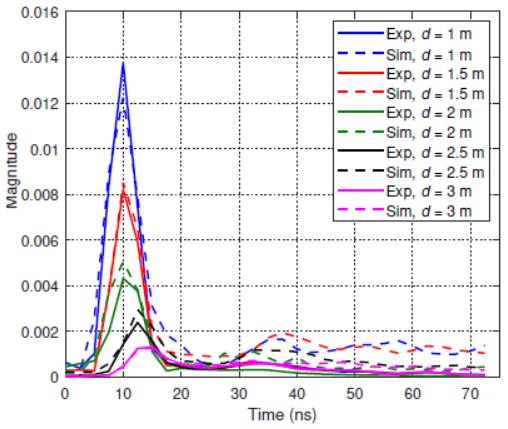 0.016
0.014
0.012
0.01
0.008
0.006
0.004
0.002
0
Magnitude
0 10 20 30 40 50 60 70
Time (ns)
Exp, d = 1 m
Sim, d = 1 m
Exp, d = 1.5 m
Sim, d = 1.5 m
Exp, d = 2 m
Sim, d = 2 m
Exp, d = 2.5 m
Sim, d = 2.5 m
Exp, d = 3 m
Sim, d = 3 m